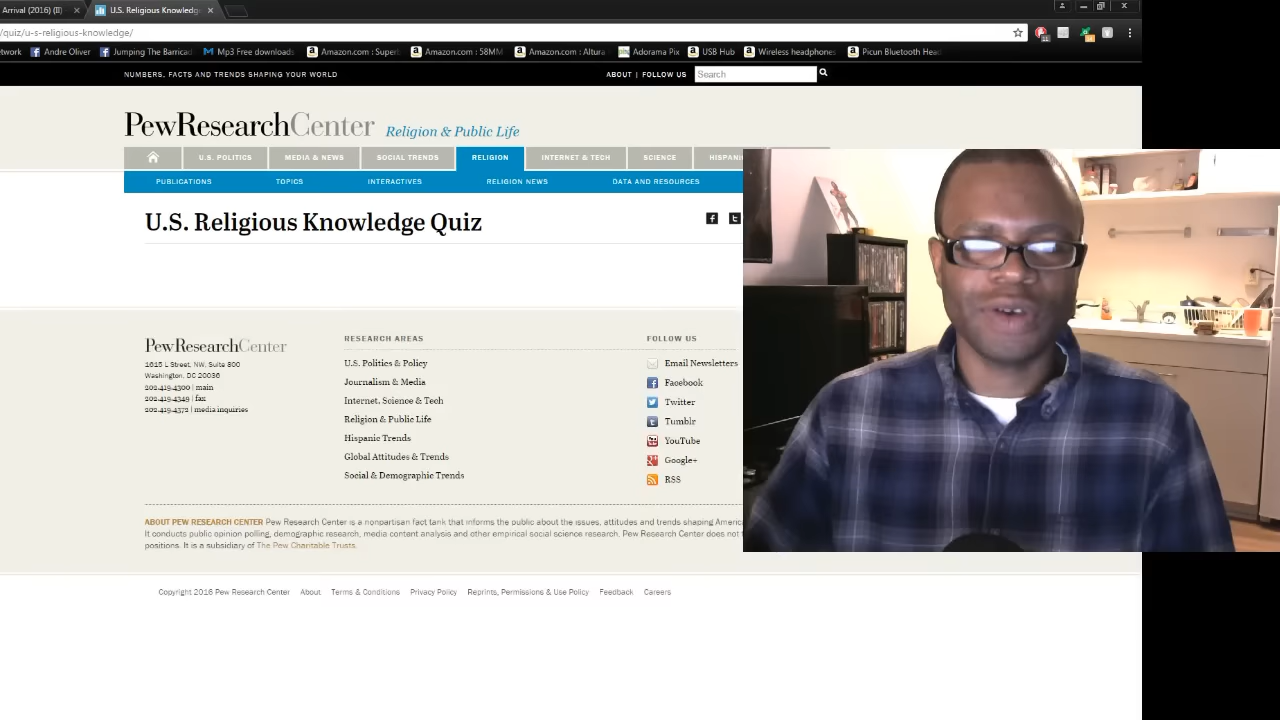 Arrival (2016) (II)
U.S. Religious Knowledge
/quiz/u-s-religious-knowledge/
etwork
Andre Oliver
Jumping The Barricad
Mp3 Free downloads
Amazon.com : Superb
Amazon.com : 58MM
Amazon.com : Altura
Adorama Pix
USB Hub
Wireless headphones
Picun Bluetooth Head
NUMBERS, FACTS AND TRENDS SHAPING YOUR WORLD
ABOUT | FOLLOW US
Search
PewResearchCenter Religion & Public Life
U.S. POLITICS
MEDIA & NEWS
SOCIAL TRENDS
RELIGION
INTERNET & TECH
SCIENCE
HISPANI
PUBLICATIONS
TOPICS
INTERACTIVES
RELIGION NEWS
DATA AND RESOURCES
U.S. Religious Knowledge Quiz
PewResearchCenter
1615 L Street, NW, Suite 800
Washington, DC 20036
202.419.4300 | main
202.419.4349 | fax
202.419.4372 | media inquiries
RESEARCH AREAS
U.S. Politics & Policy
Journalism & Media
Internet, Science & Tech
Religion & Public Life
Hispanic Trends
Global Attitudes & Trends
Social & Demographic Trends
FOLLOW US
Email Newsletters
Facebook
Twitter
Tumblr
YouTube
Google+
RSS
ABOUT PEW RESEARCH CENTER Pew Research Center is a nonpartisan fact tank that informs the public about the issues, attitudes and trends shaping America
It conducts public opinion polling, demographic research, media content analysis and other empirical social science research. Pew Research Center does not t
positions. It is a subsidiary of The Pew Charitable Trusts.
Copyright 2016 Pew Research Center
About
Terms & Conditions
Privacy Policy
Reprints, Permissions & Use Policy
Feedback
Careers